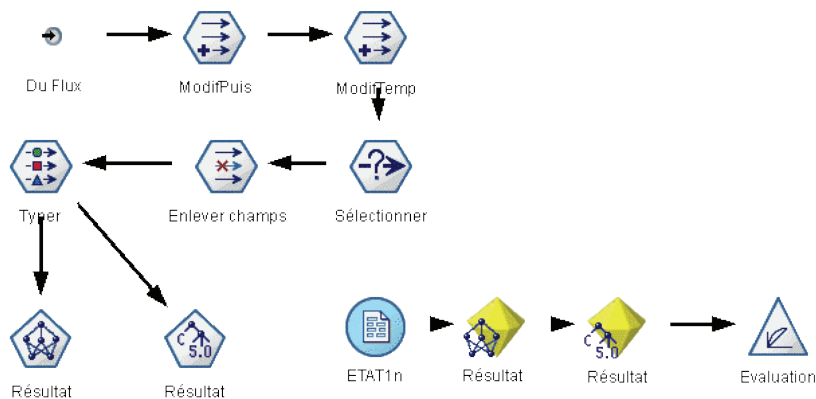 Du Flux
ModifPuis
ModifTemp
Typer
Enlever champs
Sélectionner
C 5.0
C 5.0
Résultat
Résultat
ETAT1n
Résultat
Résultat
Evaluation